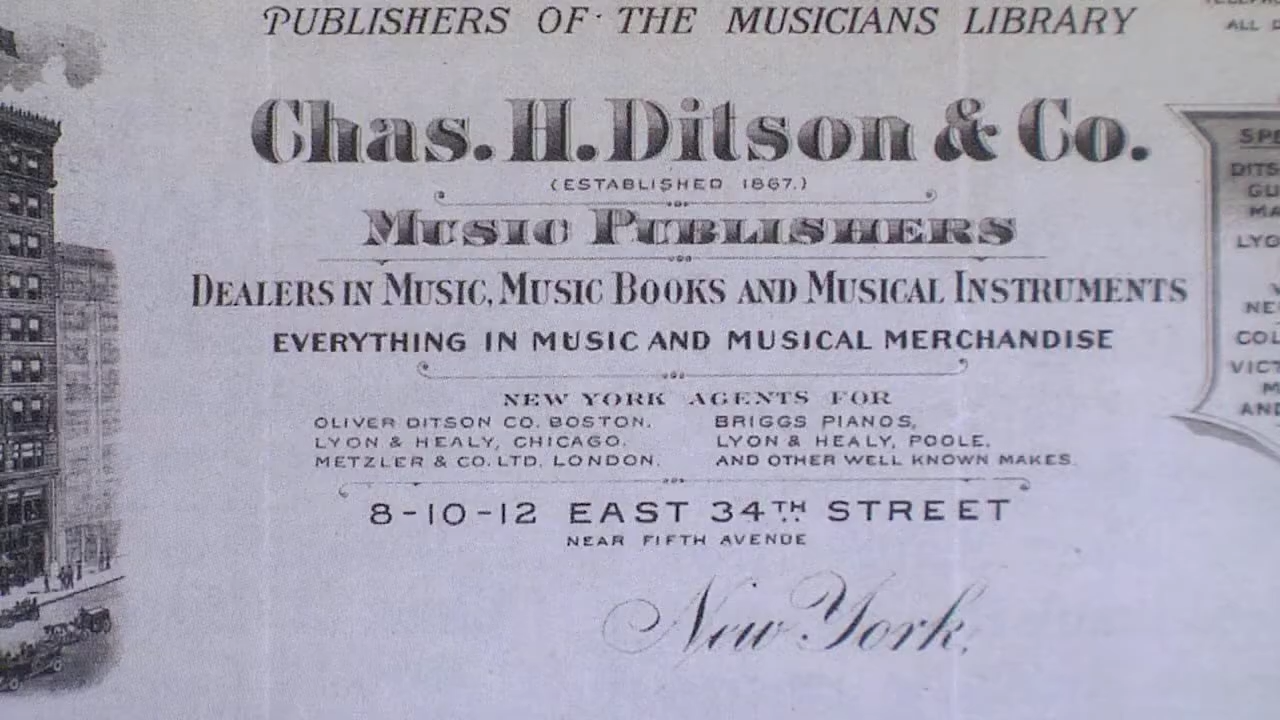 PUBLISHERS OF THE MUSICIANS LIBRARY
ALL
Chas. H. Ditson & Co.
(ESTABLISHED 1867.)
MUSIC PUBLISHERS
DEALERS IN MUSIC, MUSIC BOOKS AND MUSICAL INSTRUMENTS
EVERYTHING IN MUSIC AND MUSICAL MERCHANDISE
NEW YORK AGENTS FOR
OLIVER DITSON CO. BOSTON.
LYON & HEALY, CHICAGO.
METZLER & CO. LTD. LONDON.
BRIGGS PIANOS,
LYON & HEALY, POOLE,
AND OTHER WELL KNOWN MAKES.
8-10-12 EAST 34TH STREET
NEAR FIFTH AVENUE
New York,